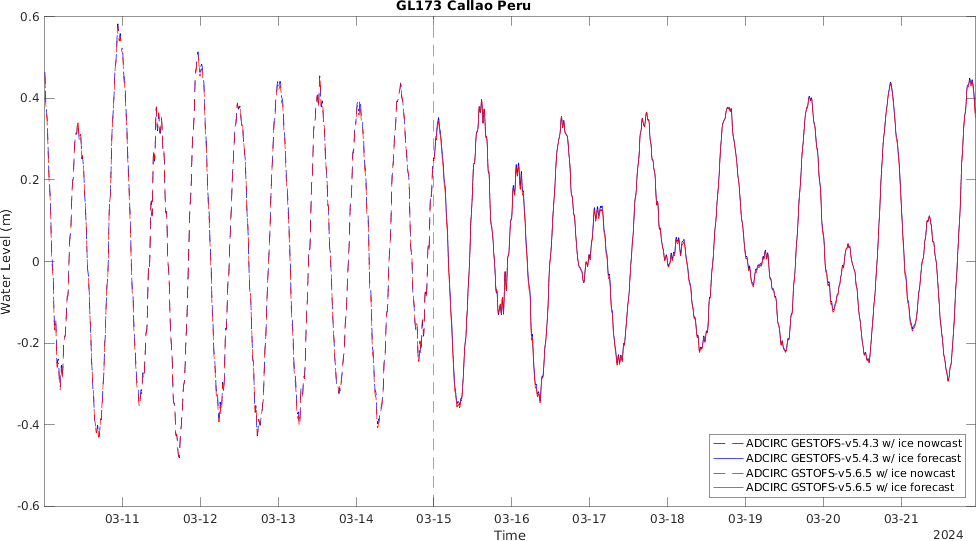 GL173 Callao Peru
Water Level (m)
0.6
0.4
0.2
0
-0.2
-0.4
-0.6
03-11 03-12 03-13 03-14 03-15 03-16 03-17 03-18 03-19 03-20 03-21
Time
2024
ADCIRC GESTOFS-v5.4.3 w/ ice nowcast
ADCIRC GESTOFS-v5.4.3 w/ ice forecast
ADCIRC GSTOFS-v5.6.5 w/ ice nowcast
ADCIRC GSTOFS-v5.6.5 w/ ice forecast